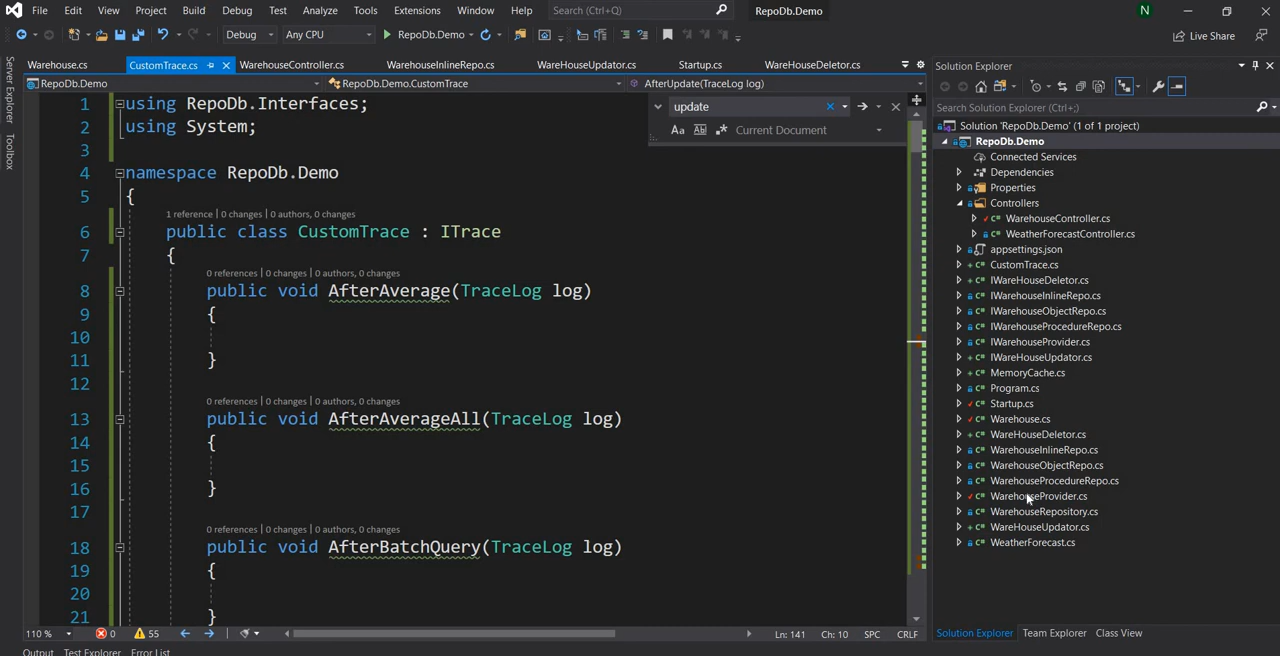 File Edit View Project Build Debug Test Analyze Tools Extensions Window Help Search (Ctrl+Q) RepoDb.Demo N
Debug Any CPU RepoDb.Demo Live Share
Warehouse.cs CustomTrace.cs WarehouseController.cs WarehouseInlineRepo.cs WareHouseUpdator.cs Startup.cs WareHouseDeletor.cs
RepoDb.Demo RepoDb.Demo.CustomTrace AfterUpdate(TraceLog log)
Server Explorer
Toolbox
update
Aa Ab Current Document
1 using RepoDb.Interfaces;
2 using System;
3
4 namespace RepoDb.Demo
5 {
1 reference | 0 changes | 0 authors, 0 changes
6 public class CustomTrace : ITrace
7 {
0 references | 0 changes | 0 authors, 0 changes
8 public void AfterAverage(TraceLog log)
9 {
10
11 }
12
0 references | 0 changes | 0 authors, 0 changes
13 public void AfterAverageAll(TraceLog log)
14 {
15
16 }
17
0 references | 0 changes | 0 authors, 0 changes
18 public void AfterBatchQuery(TraceLog log)
19 {
20
21 }
110 % 0 55 Ln: 141 Ch: 10 SPC CRLF
Output Test Explorer Error List
Solution Explorer
Search Solution Explorer (Ctrl+;)
Solution 'RepoDb.Demo' (1 of 1 project)
RepoDb.Demo
Connected Services
Dependencies
Properties
Controllers
WarehouseController.cs
WeatherForecastController.cs
appsettings.json
CustomTrace.cs
IWareHouseDeletor.cs
IWarehouseInlineRepo.cs
IWarehouseObjectRepo.cs
IWarehouseProcedureRepo.cs
IWarehouseProvider.cs
IWareHouseUpdator.cs
MemoryCache.cs
Program.cs
Startup.cs
Warehouse.cs
WareHouseDeletor.cs
WarehouseInlineRepo.cs
WarehouseObjectRepo.cs
WarehouseProcedureRepo.cs
WarehouseProvider.cs
WarehouseRepository.cs
WareHouseUpdator.cs
WeatherForecast.cs
Solution Explorer Team Explorer Class View